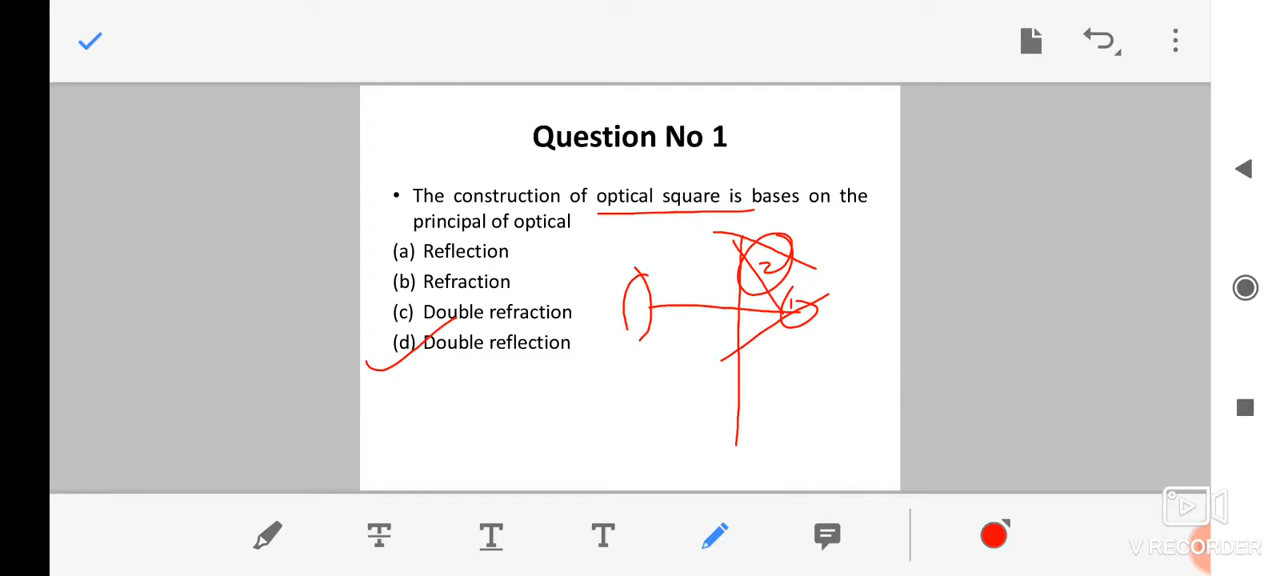 Question No 1
• The construction of optical square is bases on the
principal of optical
(a) Reflection
(b) Refraction
(c) Double refraction
(d) Double reflection
2
1
T
T
T
V RECORDER